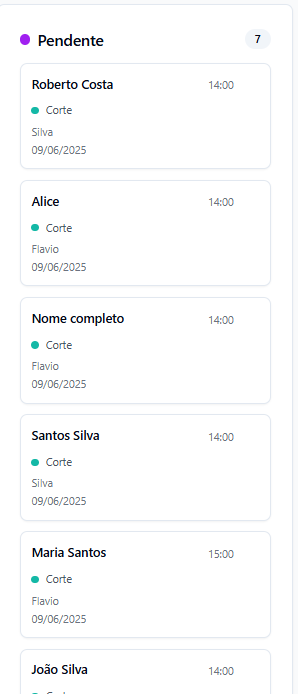 Pendente 7
Roberto Costa 14:00
Corte
Silva
09/06/2025
Alice 14:00
Corte
Flavio
09/06/2025
Nome completo 14:00
Corte
Flavio
09/06/2025
Santos Silva 14:00
Corte
Silva
09/06/2025
Maria Santos 15:00
Corte
Flavio
09/06/2025
João Silva 14:00